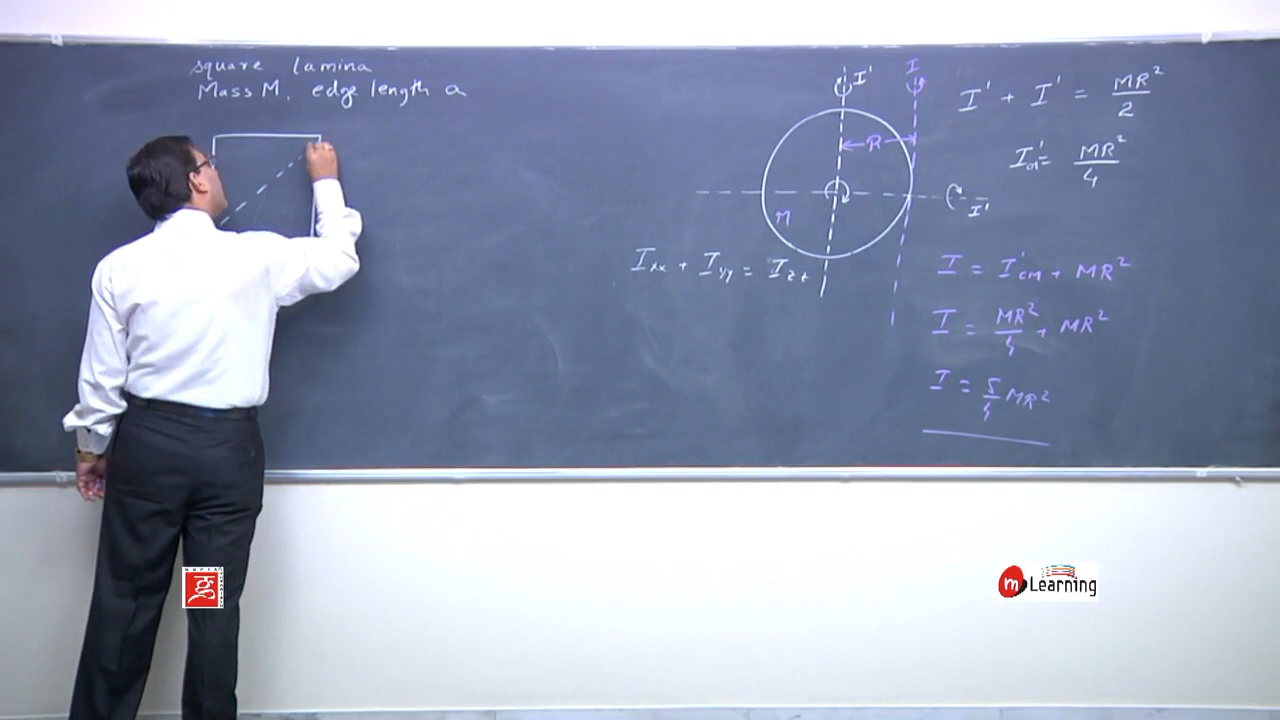 square lamina
Mass M, edge length a
I'
I
R
M
I'
Ixx + Iyy = Izz
I' + I' = MR²/2
I'd = MR²/4
I = I'cm + MR²
I = MR²/4 + MR²
I = 5/4 MR²
m Learning